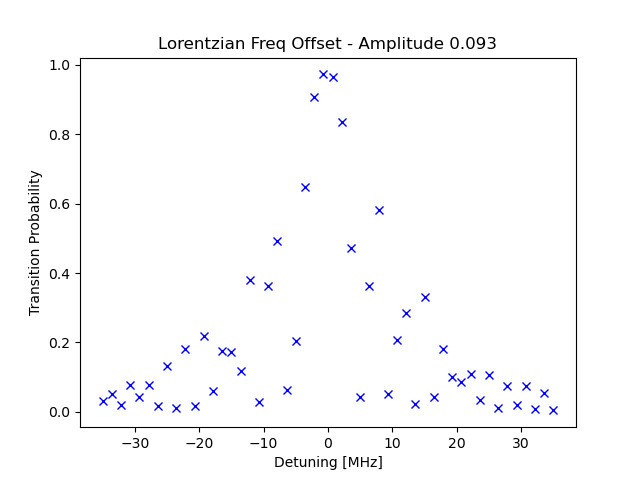 Lorentzian Freq Offset - Amplitude 0.093
1.0
0.8
0.6
0.4
0.2
0.0
Transition Probability
−30 −20 −10 0 10 20 30
Detuning [MHz]